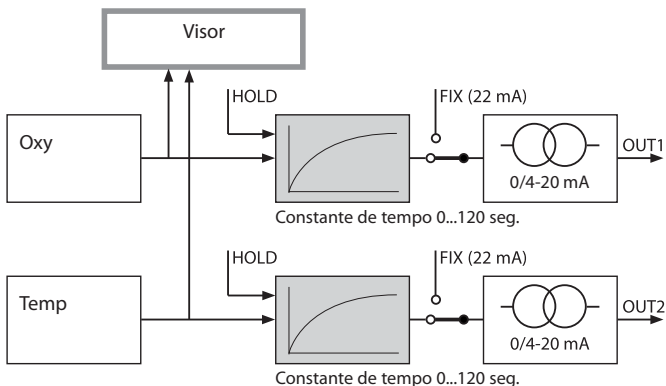 Visor
HOLD
FIX (22 mA)
Oxy
OUT1
0/4-20 mA
Constante de tempo 0...120 seg.
HOLD
FIX (22 mA)
Temp
OUT2
0/4-20 mA
Constante de tempo 0...120 seg.